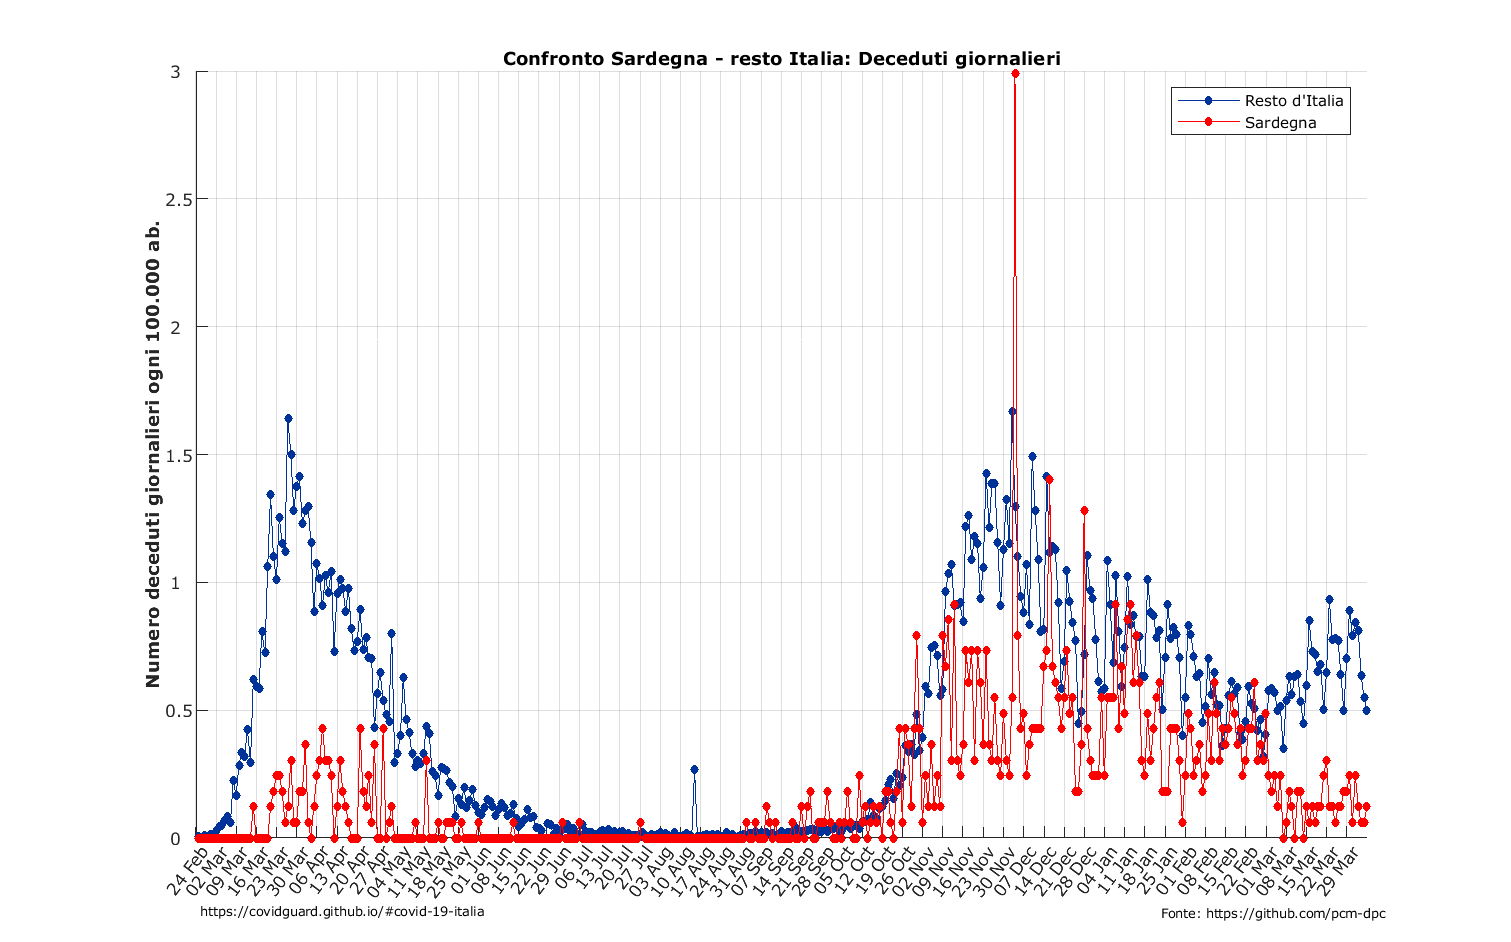 Confronto Sardegna - resto Italia: Deceduti giornalieri
Numero deceduti giornalieri ogni 100.000 ab.
3
2.5
2
1.5
1
0.5
0
Resto d'Italia
Sardegna
24 Feb
02 Mar
09 Mar
16 Mar
23 Mar
30 Mar
06 Apr
13 Apr
20 Apr
27 Apr
04 May
11 May
18 May
25 May
01 Jun
08 Jun
15 Jun
22 Jun
29 Jun
06 Jul
13 Jul
20 Jul
27 Jul
03 Aug
10 Aug
17 Aug
24 Aug
31 Aug
07 Sep
14 Sep
21 Sep
28 Sep
05 Oct
12 Oct
19 Oct
26 Oct
02 Nov
09 Nov
16 Nov
23 Nov
30 Nov
07 Dec
14 Dec
21 Dec
28 Dec
04 Jan
11 Jan
18 Jan
25 Jan
01 Feb
08 Feb
15 Feb
22 Feb
01 Mar
08 Mar
15 Mar
22 Mar
29 Mar
https://covidguard.github.io/#covid-19-italia
Fonte: https://github.com/pcm-dpc